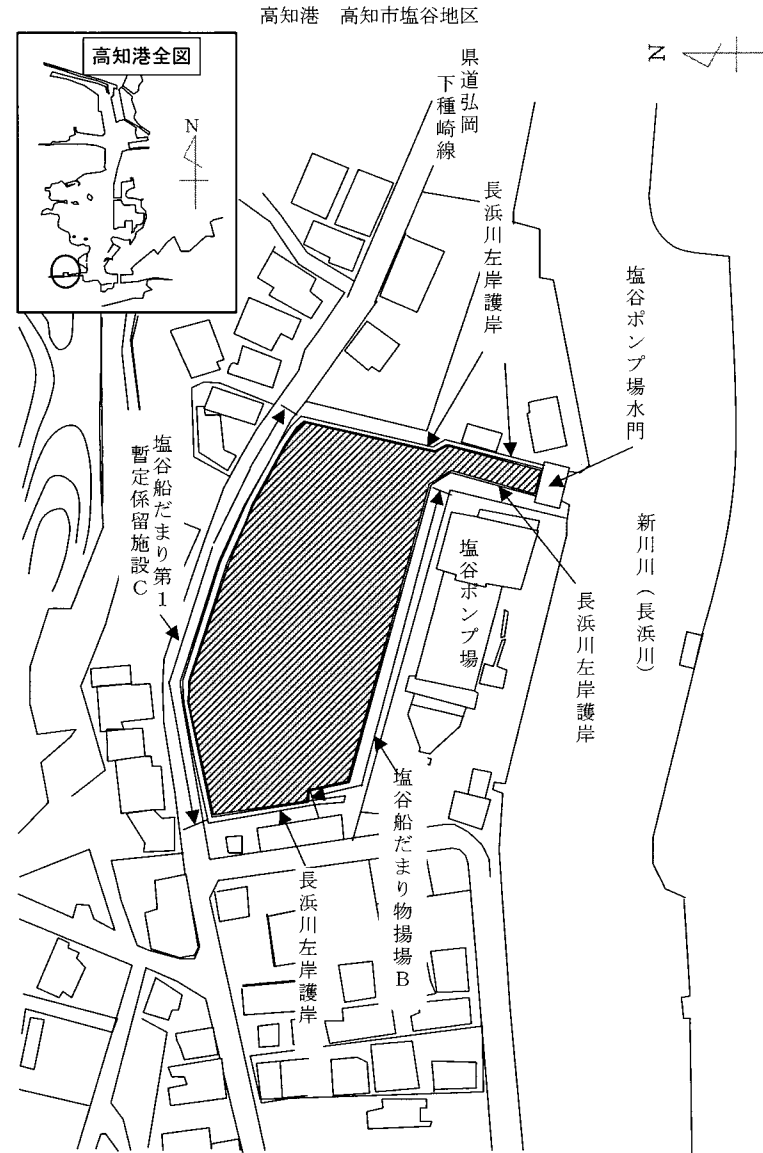 高知港　高知市塩谷地区
高知港全図
N
N
県道弘岡
下種崎線
長浜川左岸護岸
塩谷ポンプ場水門
塩谷船だまり第1
暫定係留施設C
塩谷ポンプ場
新川川（長浜川）
長浜川左岸護岸
塩谷船だまり物揚場B
長浜川左岸護岸